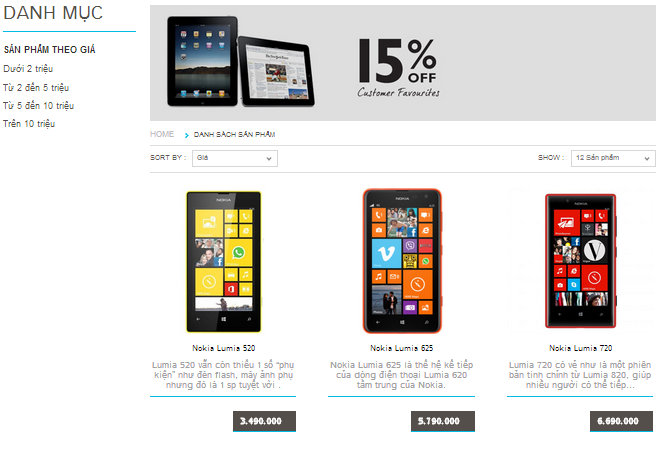 DANH MỤC
SẢN PHẨM THEO GIÁ
Dưới 2 triệu
Từ 2 đến 5 triệu
Từ 5 đến 10 triệu
Trên 10 triệu
15%
OFF
Customer Favourites
HOME > DANH SÁCH SẢN PHẨM
SORT BY : Giá
SHOW : 12 Sản phẩm
NOKIA
Nokia Lumia 520
Lumia 520 vẫn còn thiếu 1 số "phụ
kiện" như đèn flash, máy ảnh phụ
nhưng đó là 1 sp tuyệt vời .
3.490.000
NOKIA
Nokia Lumia 625
Nokia Lumia 625 là thế hệ kế tiếp
của dòng điện thoại Lumia 620
tầm trung của Nokia.
5.790.000
NOKIA
Nokia Lumia 720
Lumia 720 có vẻ như là một phiên
bản tinh chỉnh từ Lumia 820, giúp
nhiều người có thể tiếp...
6.690.000